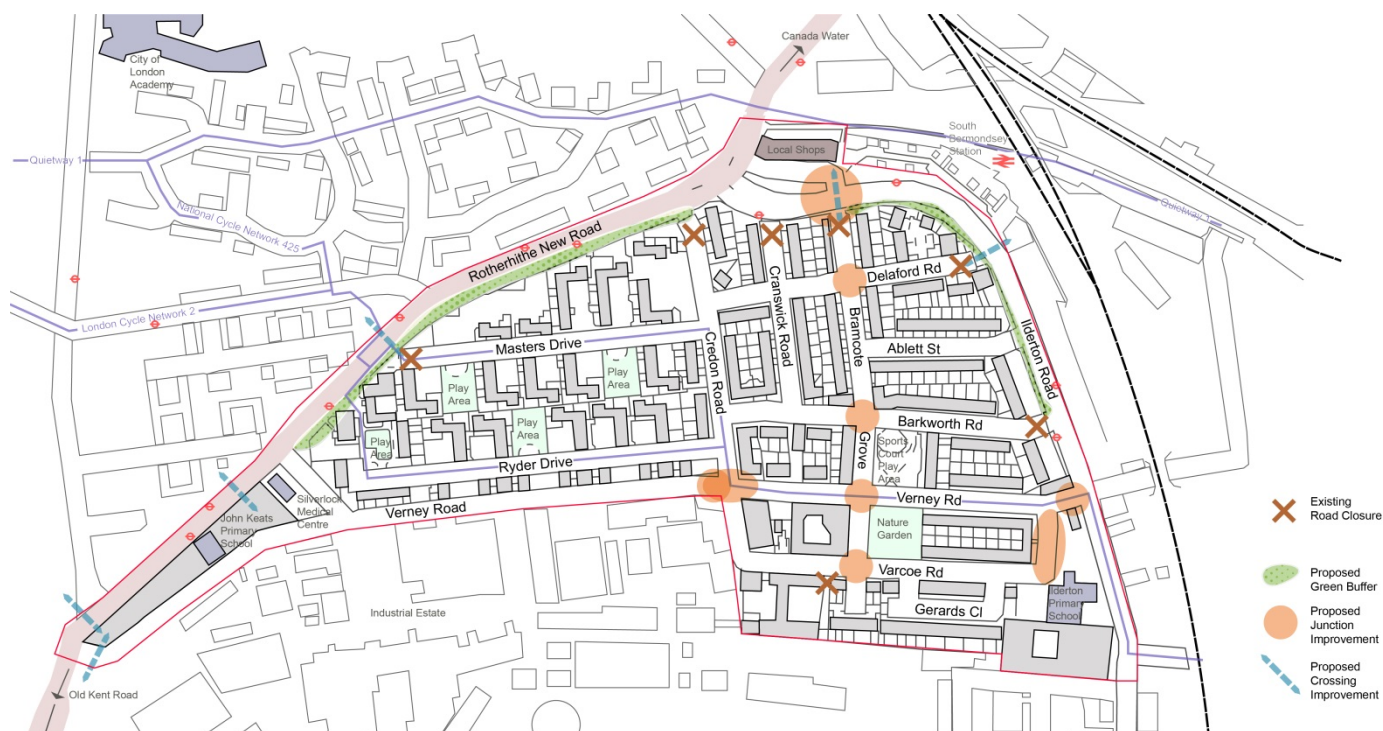 Canada Water
City of
London
Academy
Local Shops
South
Bermondsey
Station
Quietway 1
Quietway 1
National Cycle Network 425
Rotherhithe New Road
Delaford Rd
Cranswick Road
Bramcote
Ilderton Road
London Cycle Network 2
Masters Drive
Credon Road
Ablett St
Play
Area
Play
Area
Play
Area
Play
Area
Barkworth Rd
Grove
Sports
Court
Play
Area
Ryder Drive
Verney Rd
Silverlock
Medical
Centre
Verney Road
John Keats
Primary
School
Nature
Garden
Varcoe Rd
Gerards Cl
Ilderton
Primary
School
Industrial Estate
Old Kent Road
Existing
Road Closure
Proposed
Green Buffer
Proposed
Junction
Improvement
Proposed
Crossing
Improvement